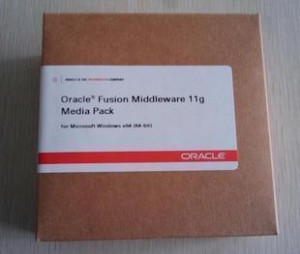 Oracle® Fusion Middleware 11g
Media Pack
for Microsoft Windows x64 (64-bit)
ORACLE